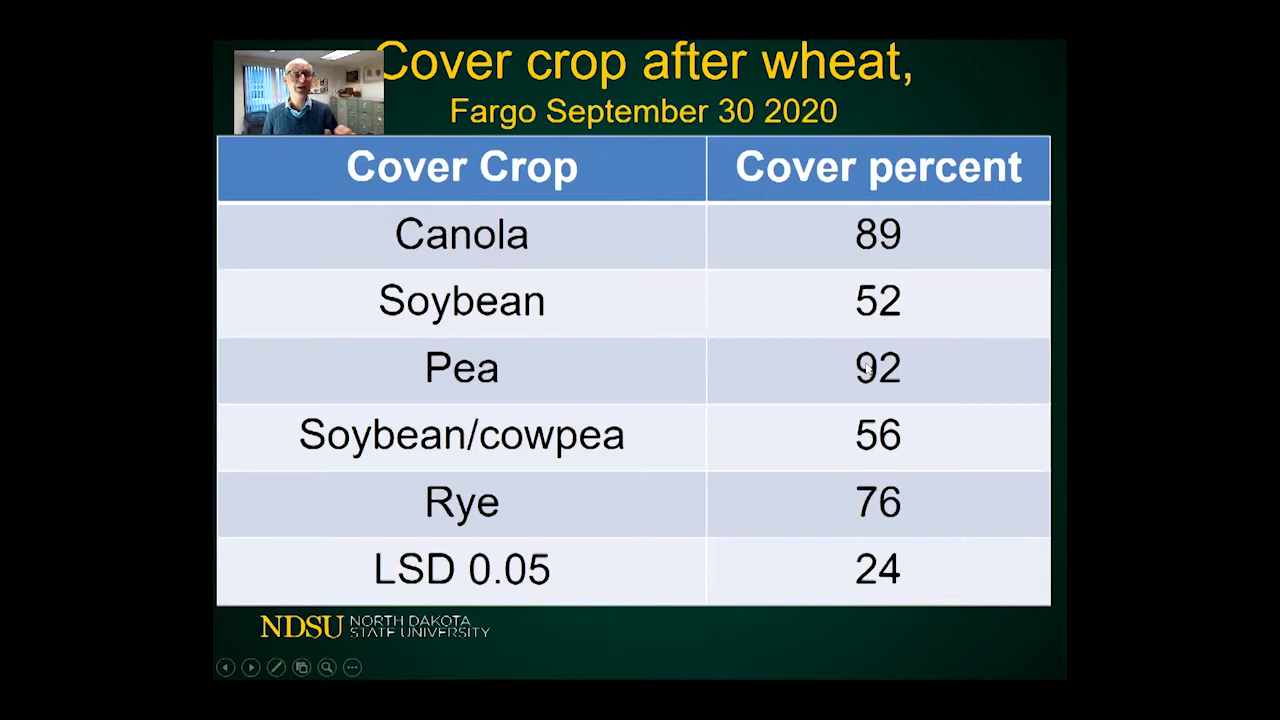 Cover crop after wheat,
Fargo September 30 2020
Cover Crop Cover percent
Canola 89
Soybean 52
Pea 92
Soybean/cowpea 56
Rye 76
LSD 0.05 24
NDSU NORTH DAKOTA
STATE UNIVERSITY